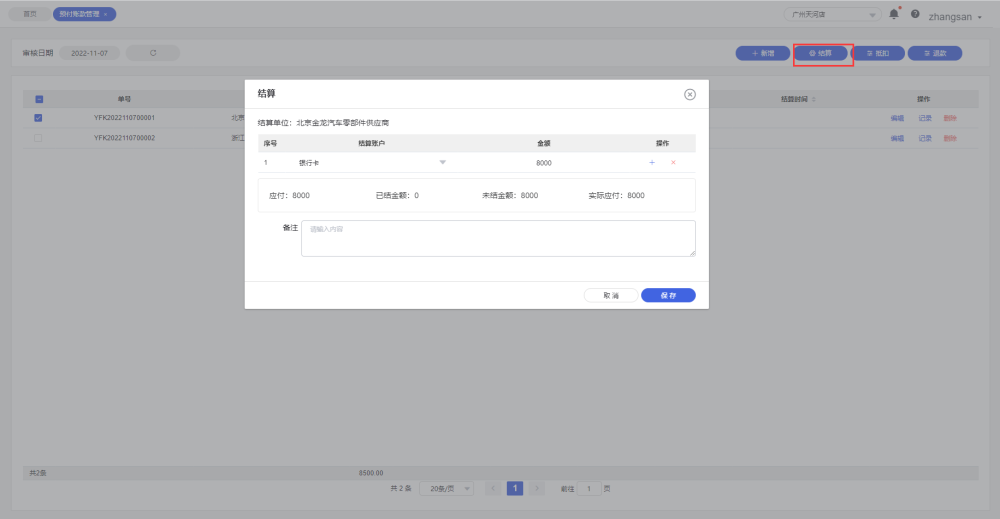 首页 预付账款管理 × 广州天河店 zhangsan
审核日期 2022-11-07 + 新增 结算 抵扣 退款
单号 结算时间 操作
YFK2022110700001 北京 编辑 记录 删除
YFK2022110700002 浙江 编辑 记录 删除
结算
结算单位：北京金龙汽车零部件供应商
序号 结算账户 金额 操作
1 银行卡 8000 + ×
应付：8000 已结金额：0 未结金额：8000 实际应付：8000
备注 请输入内容
取 消 保 存
共2条 8500.00
共 2 条 20条/页 < 1 > 前往 1 页